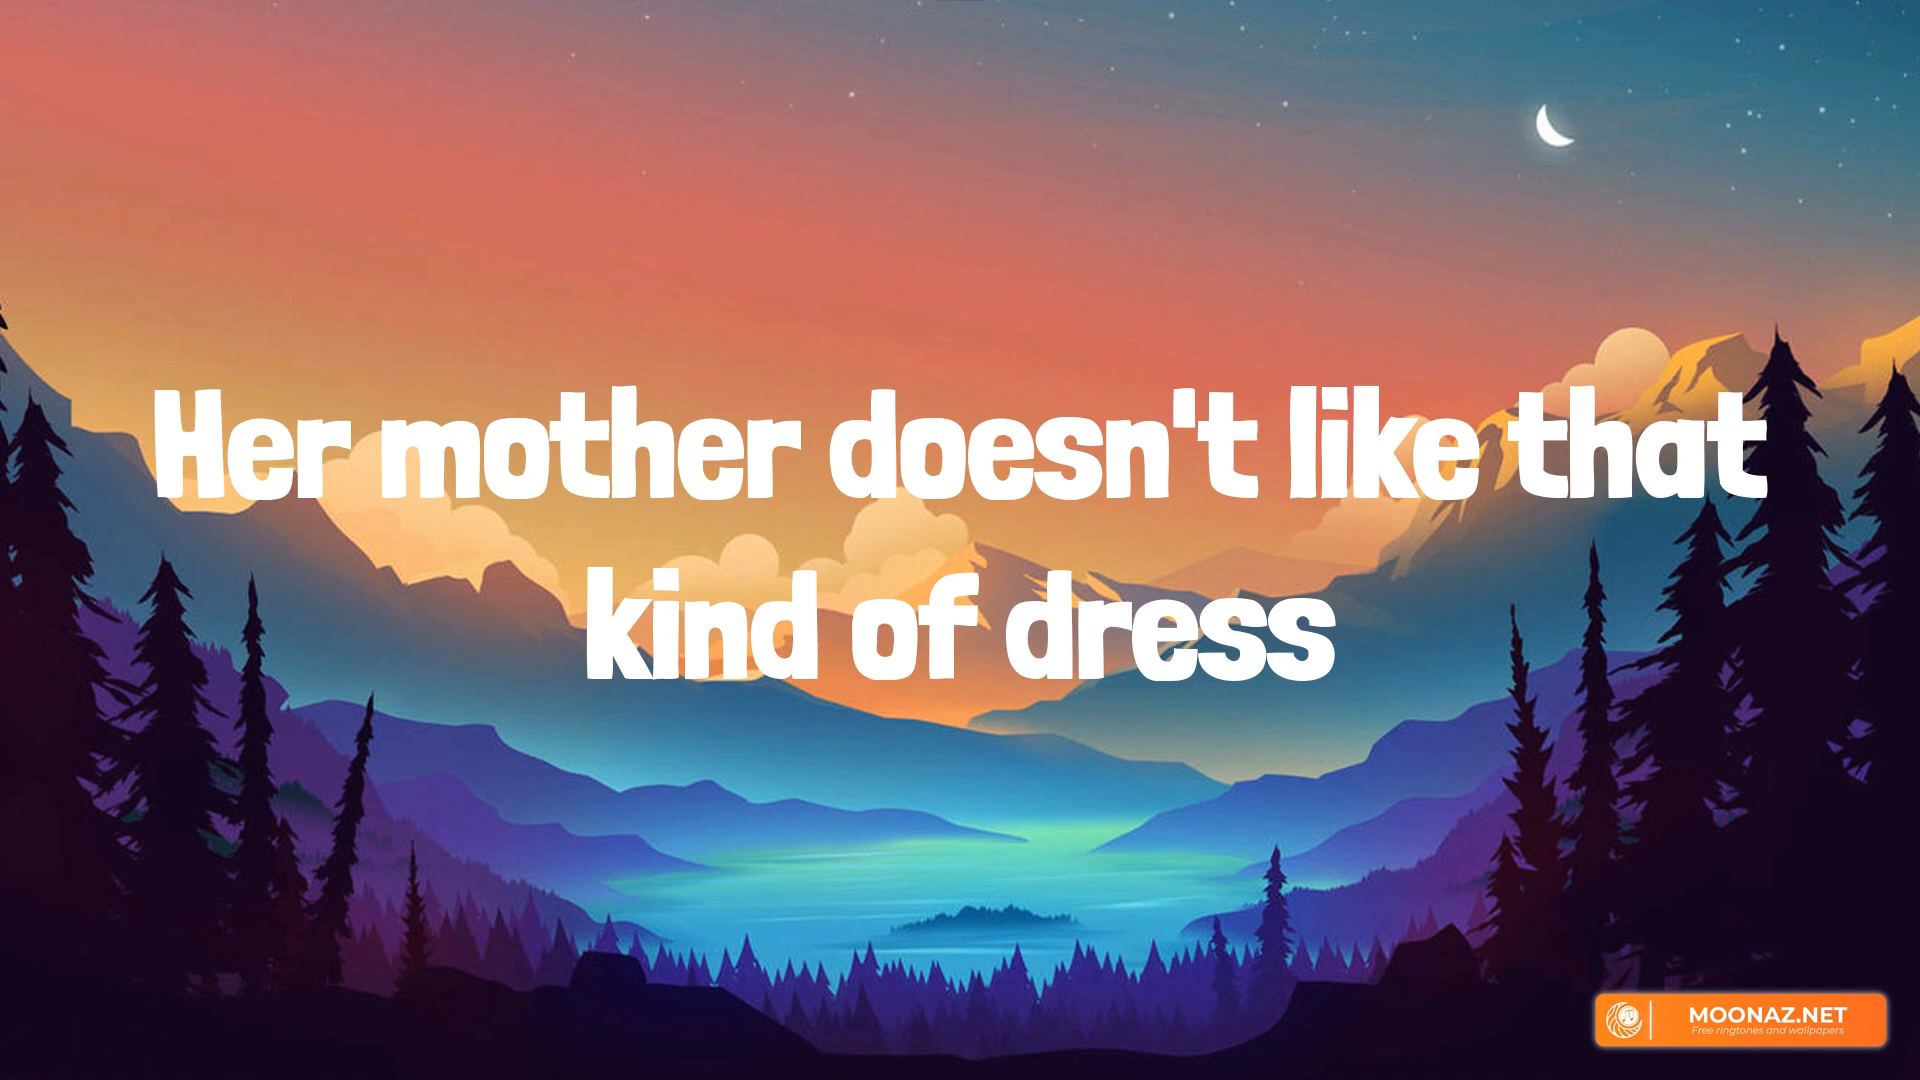 Her mother doesn't like that
kind of dress
MOONAZ.NET
Free ringtones and wallpapers